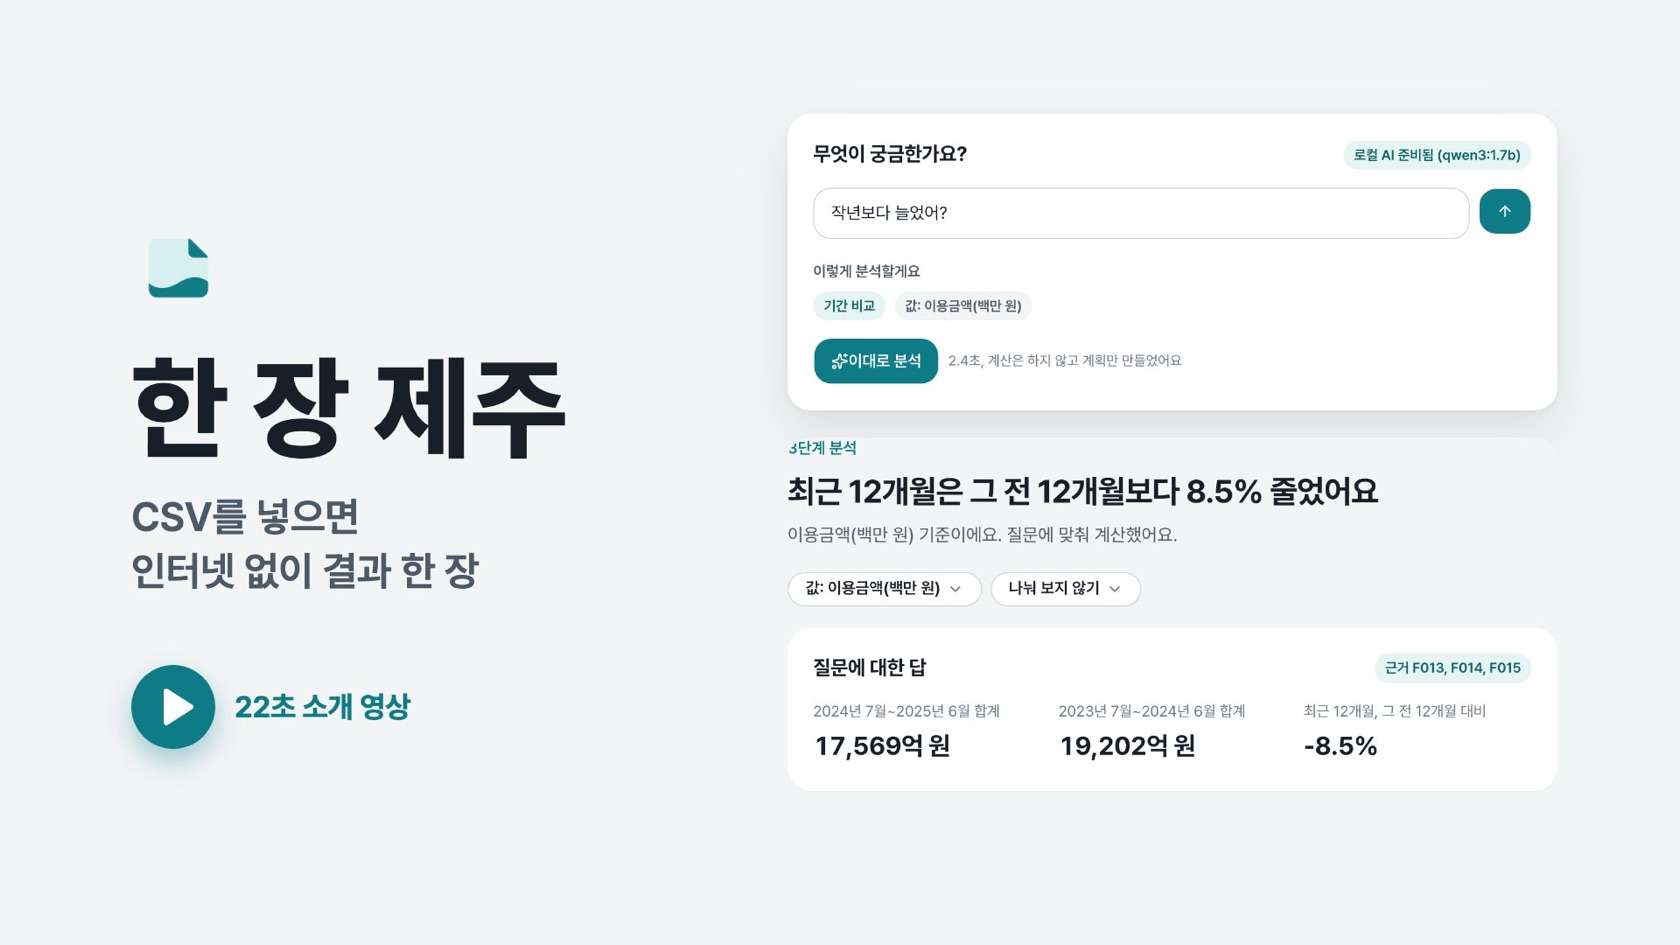 한 장 제주
CSV를 넣으면
인터넷 없이 결과 한 장
22초 소개 영상
무엇이 궁금한가요?
로컬 AI 준비됨 (qwen3:1.7b)
작년보다 늘었어?
이렇게 분석할게요
기간 비교
값: 이용금액(백만 원)
이대로 분석
2.4초, 계산은 하지 않고 계획만 만들었어요
3단계 분석
최근 12개월은 그 전 12개월보다 8.5% 줄었어요
이용금액(백만 원) 기준이에요. 질문에 맞춰 계산했어요.
값: 이용금액(백만 원)
나눠 보지 않기
질문에 대한 답
근거 F013, F014, F015
2024년 7월~2025년 6월 합계
17,569억 원
2023년 7월~2024년 6월 합계
19,202억 원
최근 12개월, 그 전 12개월 대비
-8.5%